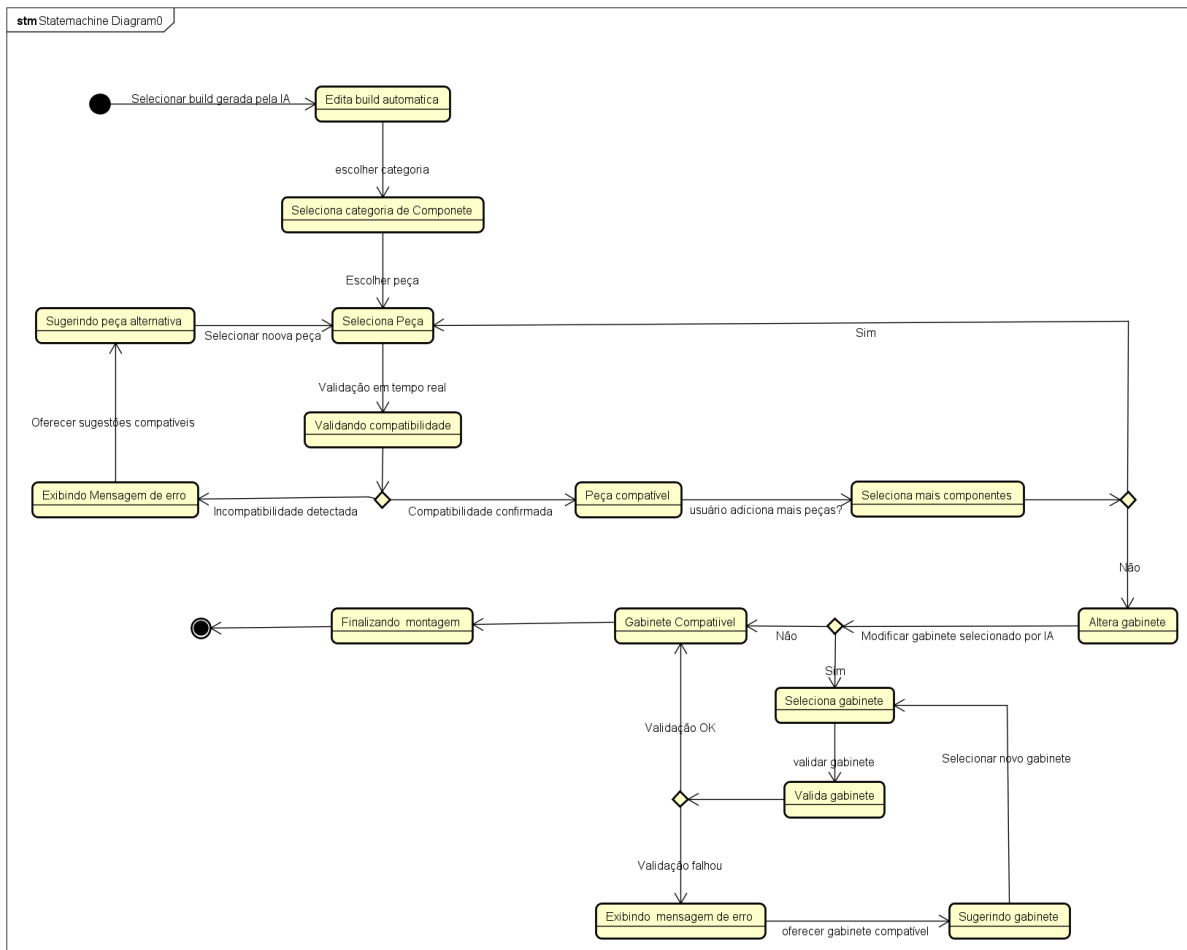 stm Statemachine Diagram0
Selecionar build gerada pela IA
Edita build automatica
escolher categoria
Seleciona categoria de Componete
Escolher peça
Sugerindo peça alternativa
Selecionar noova peça
Seleciona Peça
Sim
Validação em tempo real
Oferecer sugestões compatíveis
Validando compatibilidade
Exibindo Mensagem de erro
Incompatibilidade detectada
Compatibilidade confirmada
Peça compatível
usuário adiciona mais peças?
Seleciona mais componentes
Não
Finalizando montagem
Gabinete Compatiivel
Não
Modificar gabinete selecionado por IA
Altera gabinete
Sim
Seleciona gabinete
Validação OK
validar gabinete
Selecionar novo gabinete
Valida gabinete
Validação falhou
Exibindo mensagem de erro
oferecer gabinete compatível
Sugerindo gabinete